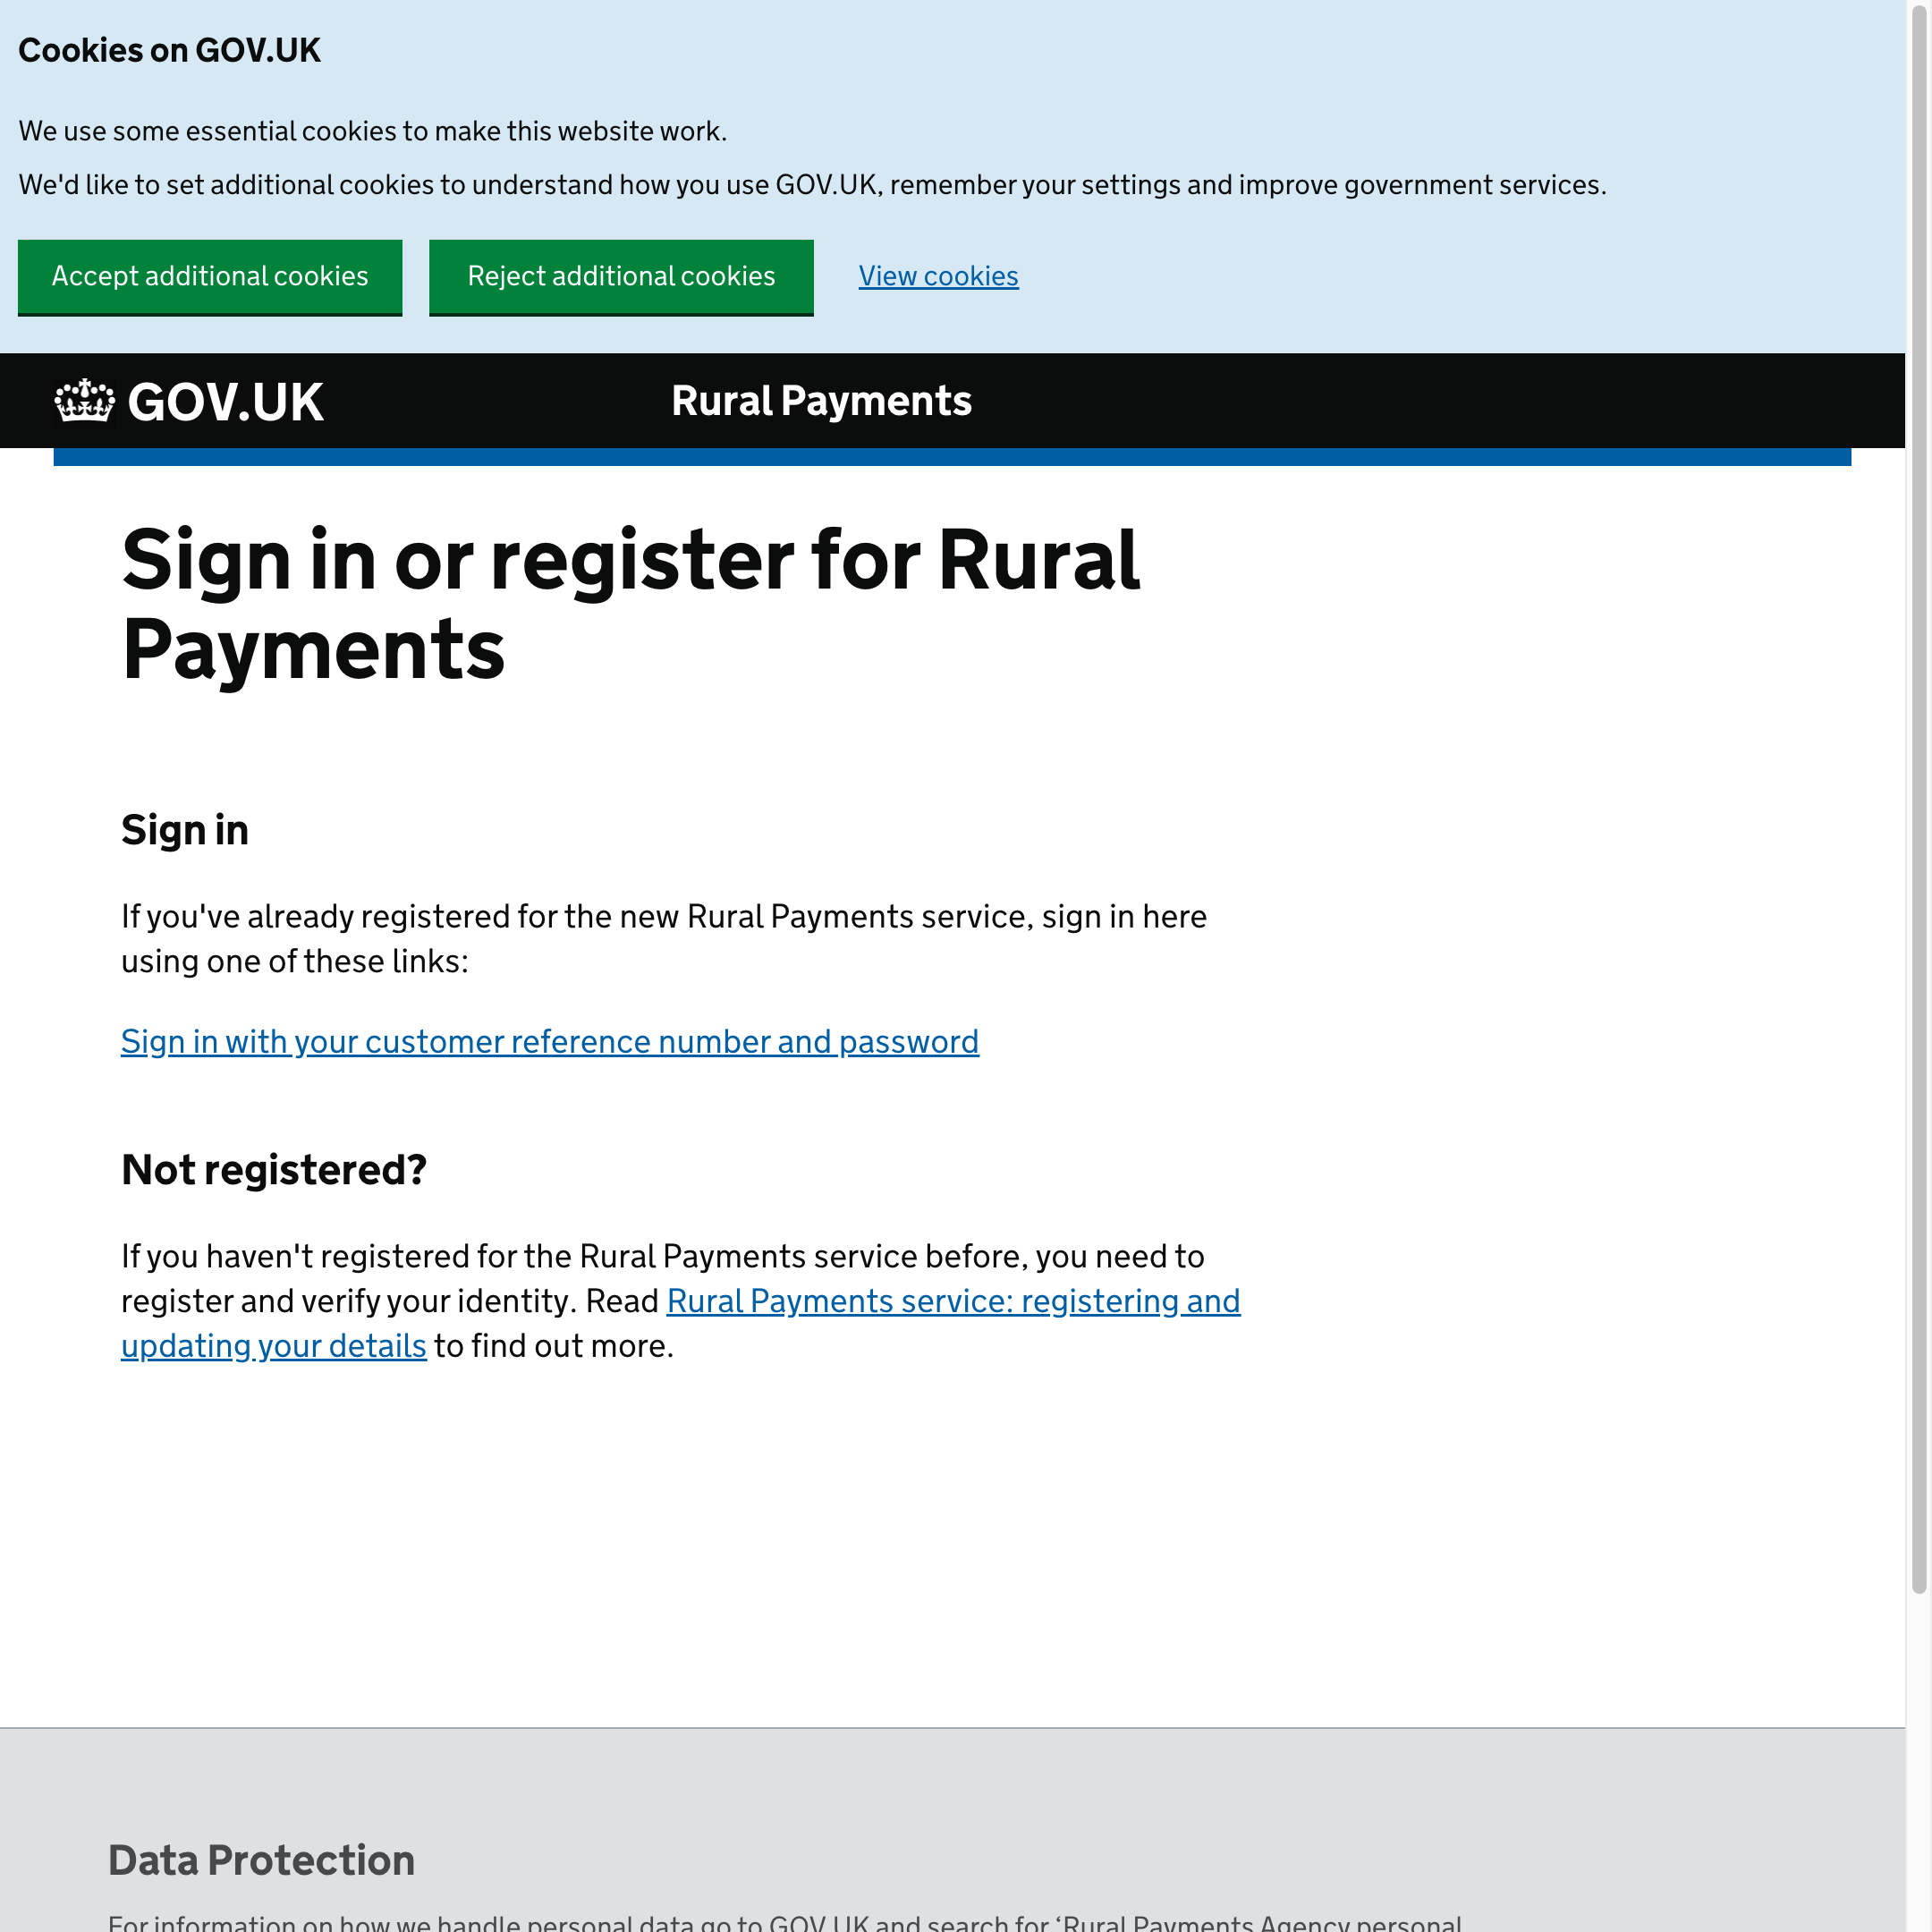 Cookies on GOV.UK
We use some essential cookies to make this website work.
We'd like to set additional cookies to understand how you use GOV.UK, remember your settings and improve government services.
Accept additional cookies
Reject additional cookies
View cookies
GOV.UK
Rural Payments
Sign in or register for Rural
Payments
Sign in
If you've already registered for the new Rural Payments service, sign in here
using one of these links:
Sign in with your customer reference number and password
Not registered?
If you haven't registered for the Rural Payments service before, you need to
register and verify your identity. Read Rural Payments service: registering and
updating your details to find out more.
Data Protection
For information on how we handle personal data go to GOV.UK and search for ‘Rural Payments Agency personal